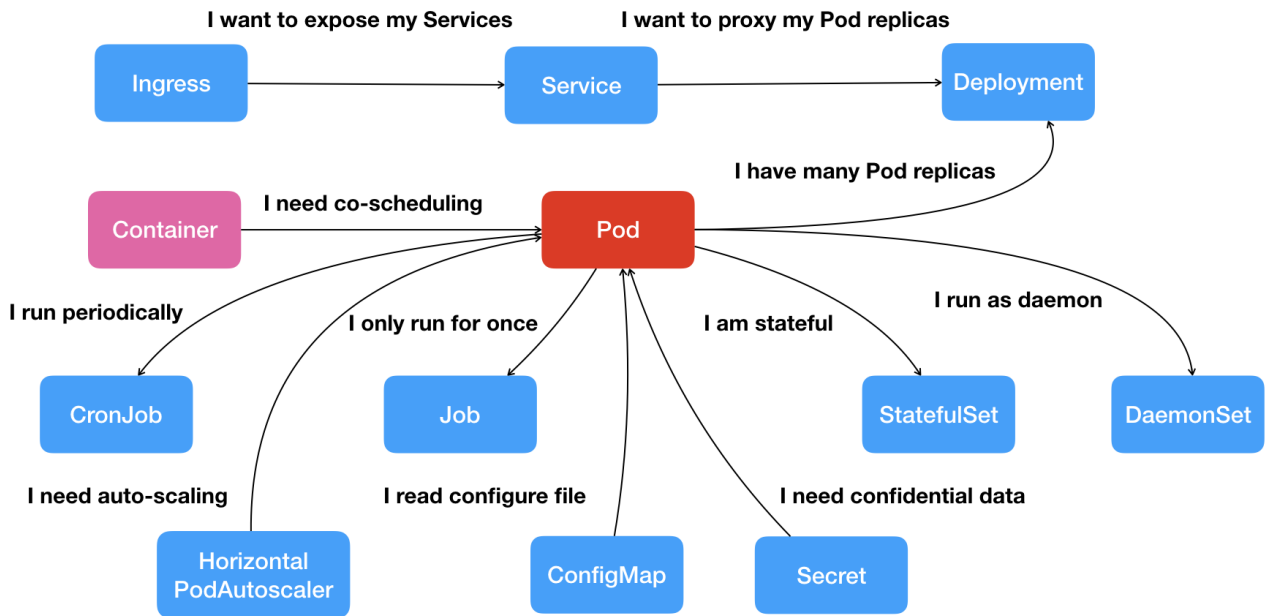 I want to expose my Services
I want to proxy my Pod replicas
Ingress
Service
Deployment
I have many Pod replicas
I need co-scheduling
Container
Pod
I run periodically
I only run for once
I am stateful
I run as daemon
CronJob
Job
StatefulSet
DaemonSet
I need auto-scaling
I read configure file
I need confidential data
Horizontal
PodAutoscaler
ConfigMap
Secret